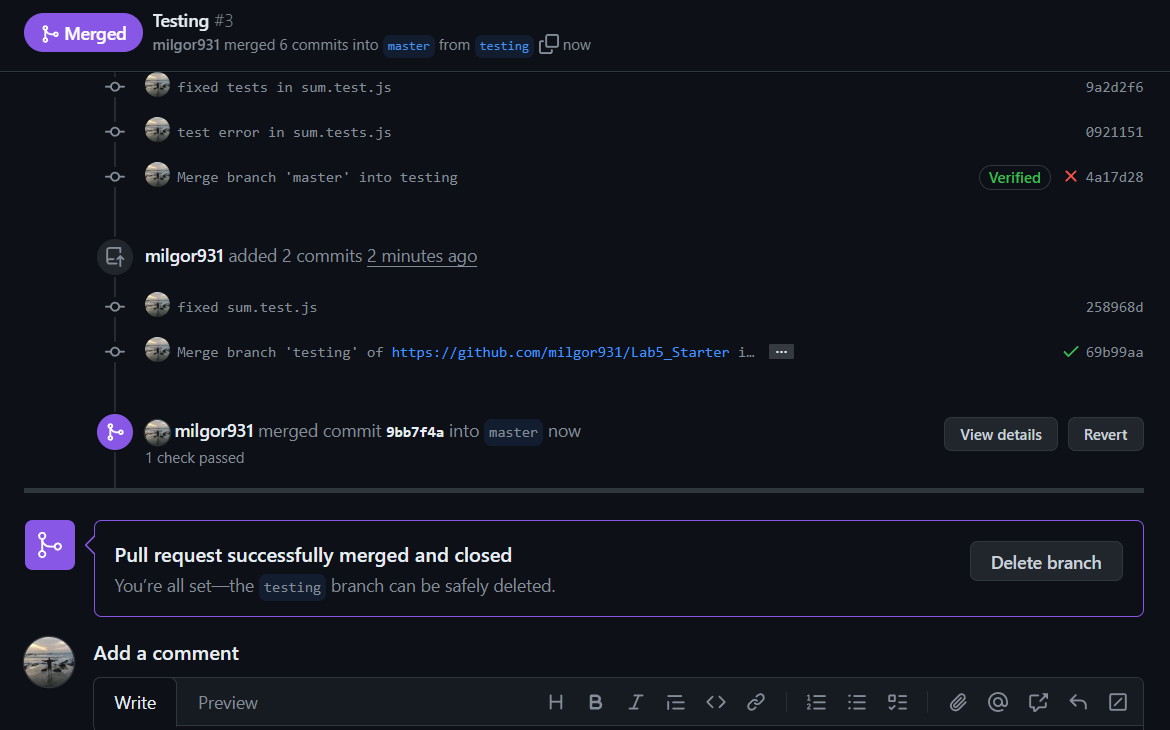 Merged
Testing #3
milgor931 merged 6 commits into master from testing now
fixed tests in sum.test.js 9a2d2f6
test error in sum.tests.js 0921151
Merge branch 'master' into testing Verified 4a17d28
milgor931 added 2 commits 2 minutes ago
fixed sum.test.js 258968d
Merge branch 'testing' of https://github.com/milgor931/Lab5_Starter i… 69b99aa
milgor931 merged commit 9bb7f4a into master now View details Revert
1 check passed
Pull request successfully merged and closed
You're all set—the testing branch can be safely deleted.
Delete branch
Add a comment
Write Preview